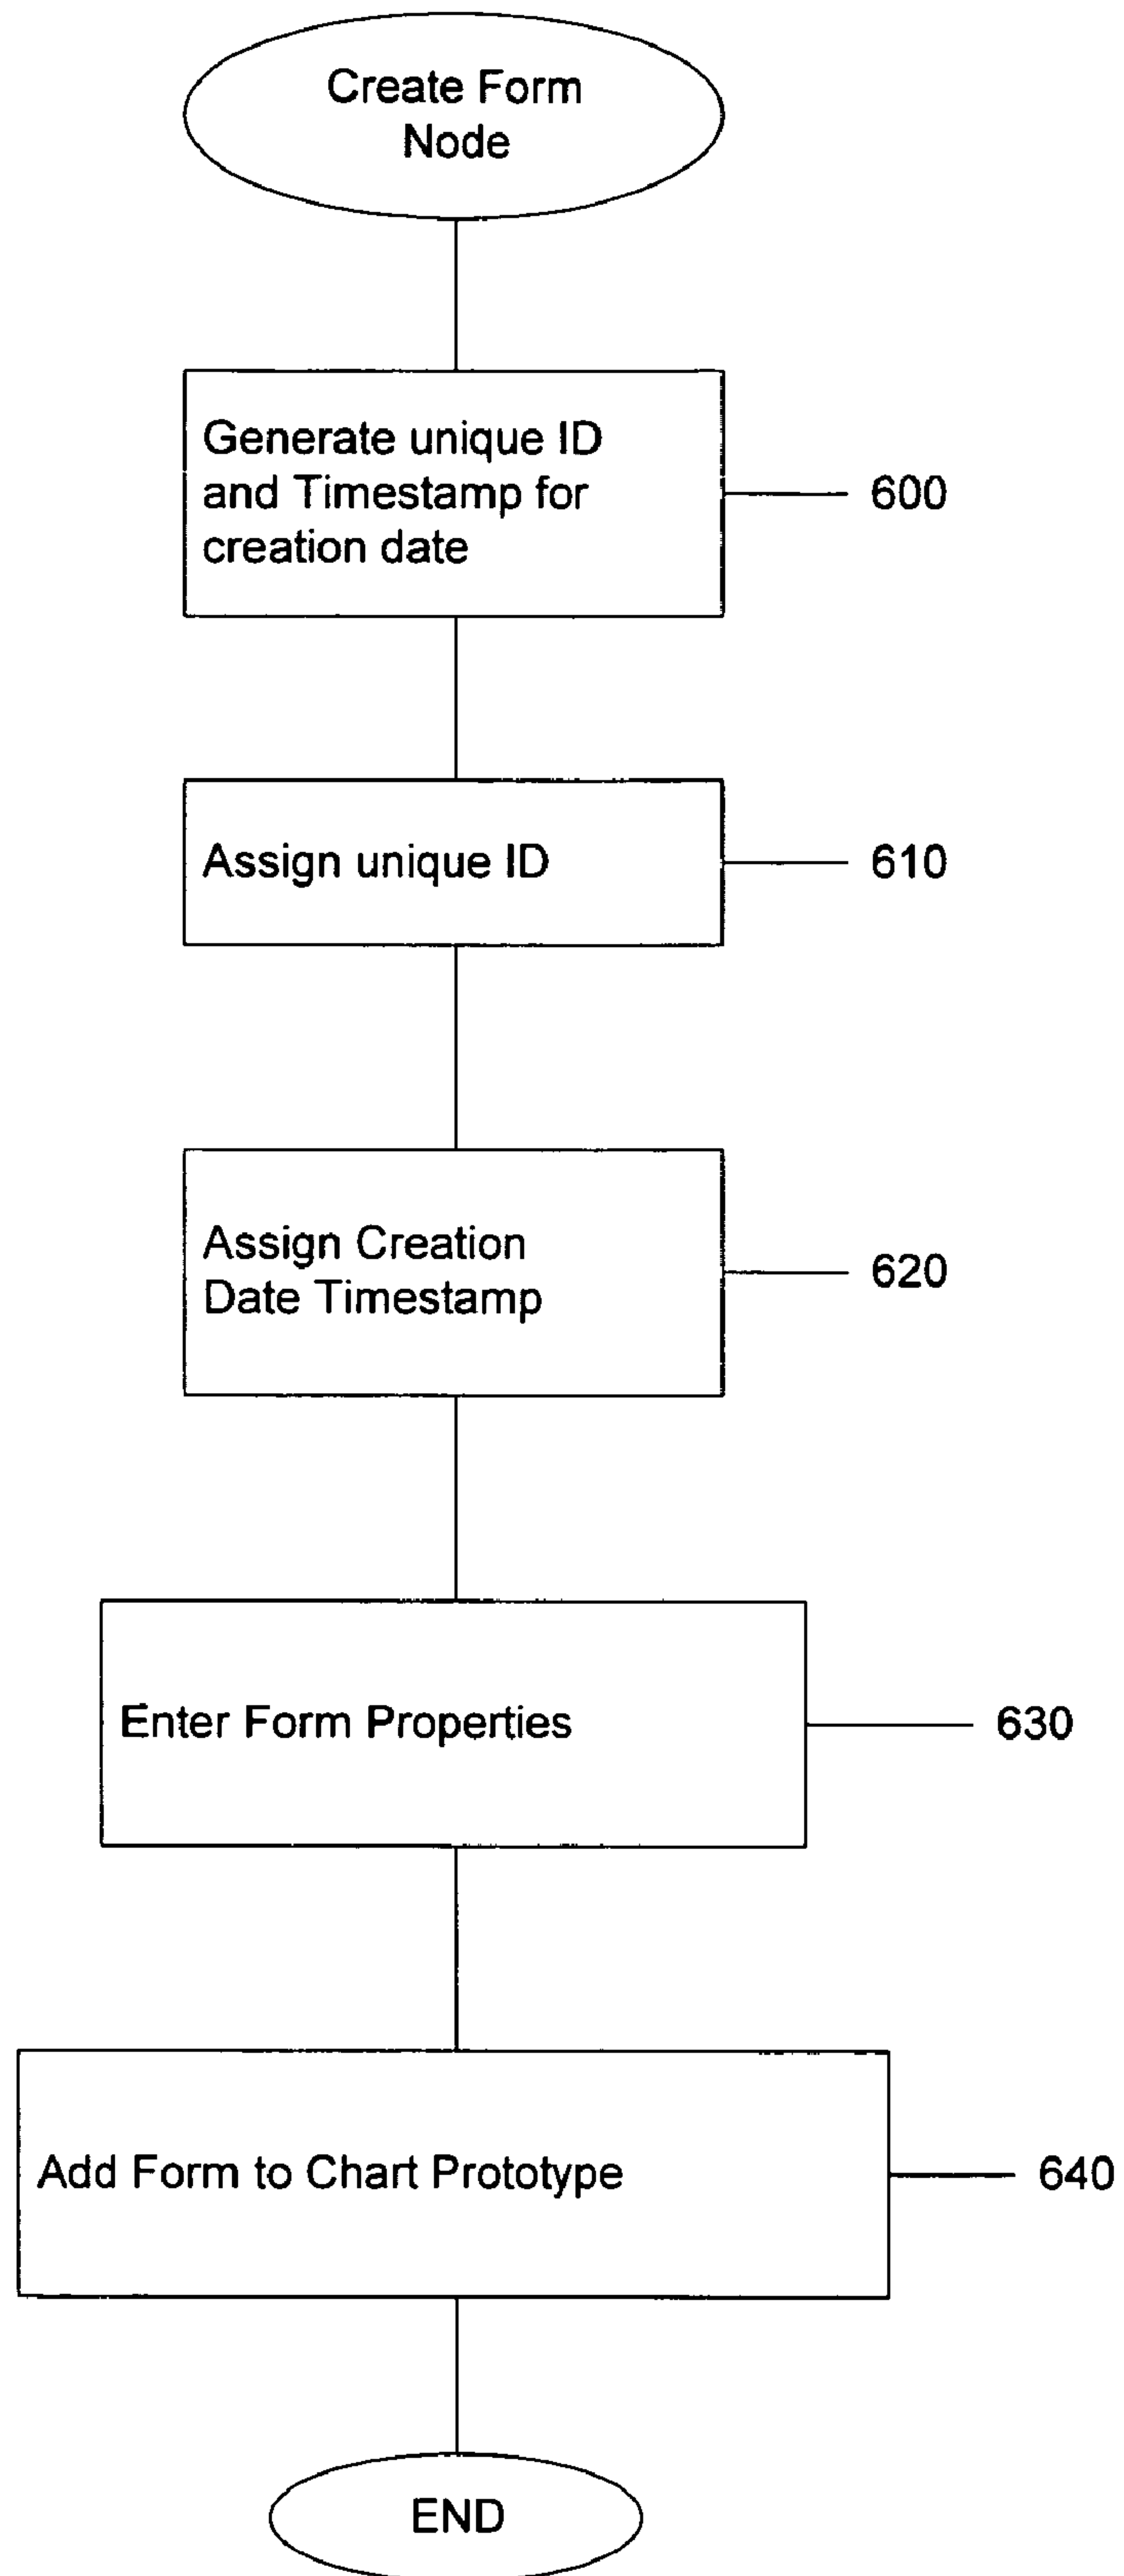 Create Form
Node
Generate unique ID
and Timestamp for
creation date
600
Assign unique ID
610
Assign Creation
Date Timestamp
620
Enter Form Properties
630
Add Form to Chart Prototype
640
END